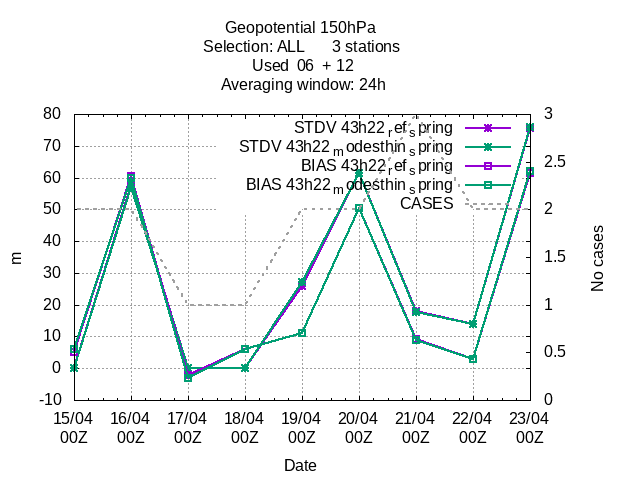 Geopotential 150hPa
Selection: ALL 3 stations
Used 06 + 12
Averaging window: 24h
STDV 43h22_ref_spring
STDV 43h22_modesthin_spring
BIAS 43h22_ref_spring
BIAS 43h22_modesthin_spring
CASES
80
70
60
50
40
30
20
10
0
-10
m
3
2.5
2
1.5
1
0.5
0
No cases
15/04 16/04 17/04 18/04 19/04 20/04 21/04 22/04 23/04
00Z 00Z 00Z 00Z 00Z 00Z 00Z 00Z 00Z
Date